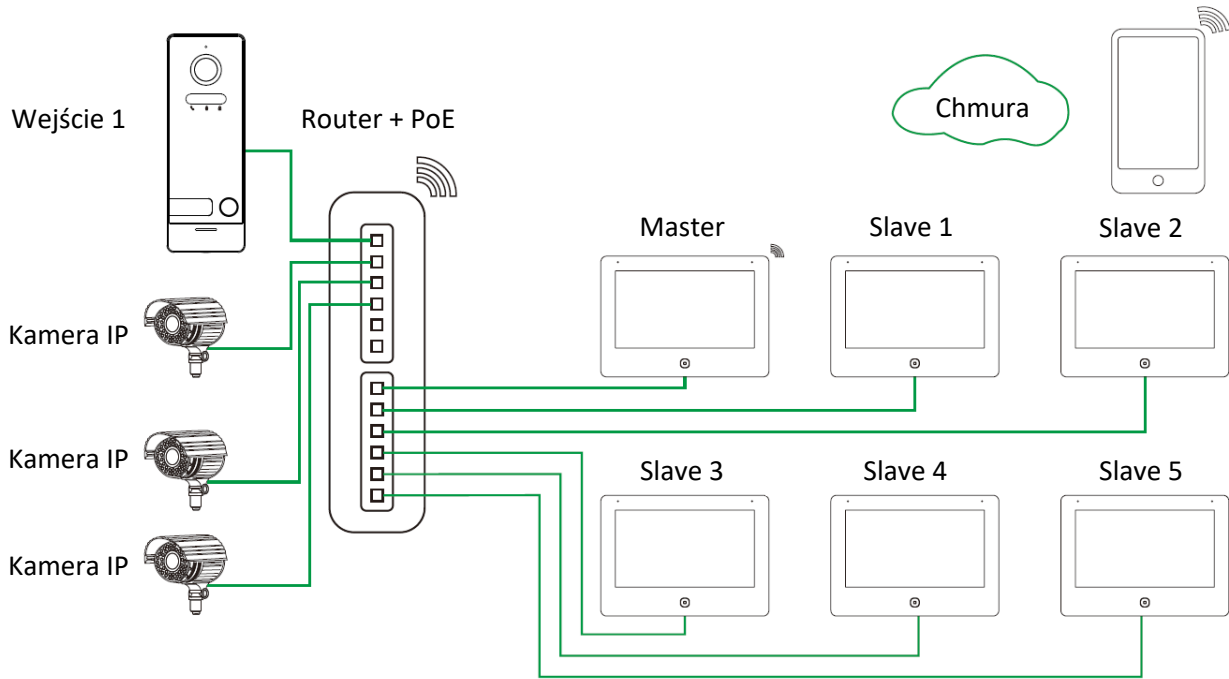 Wejście 1
Router + PoE
Chmura
Master
Slave 1
Slave 2
Kamera IP
Kamera IP
Slave 3
Slave 4
Slave 5
Kamera IP